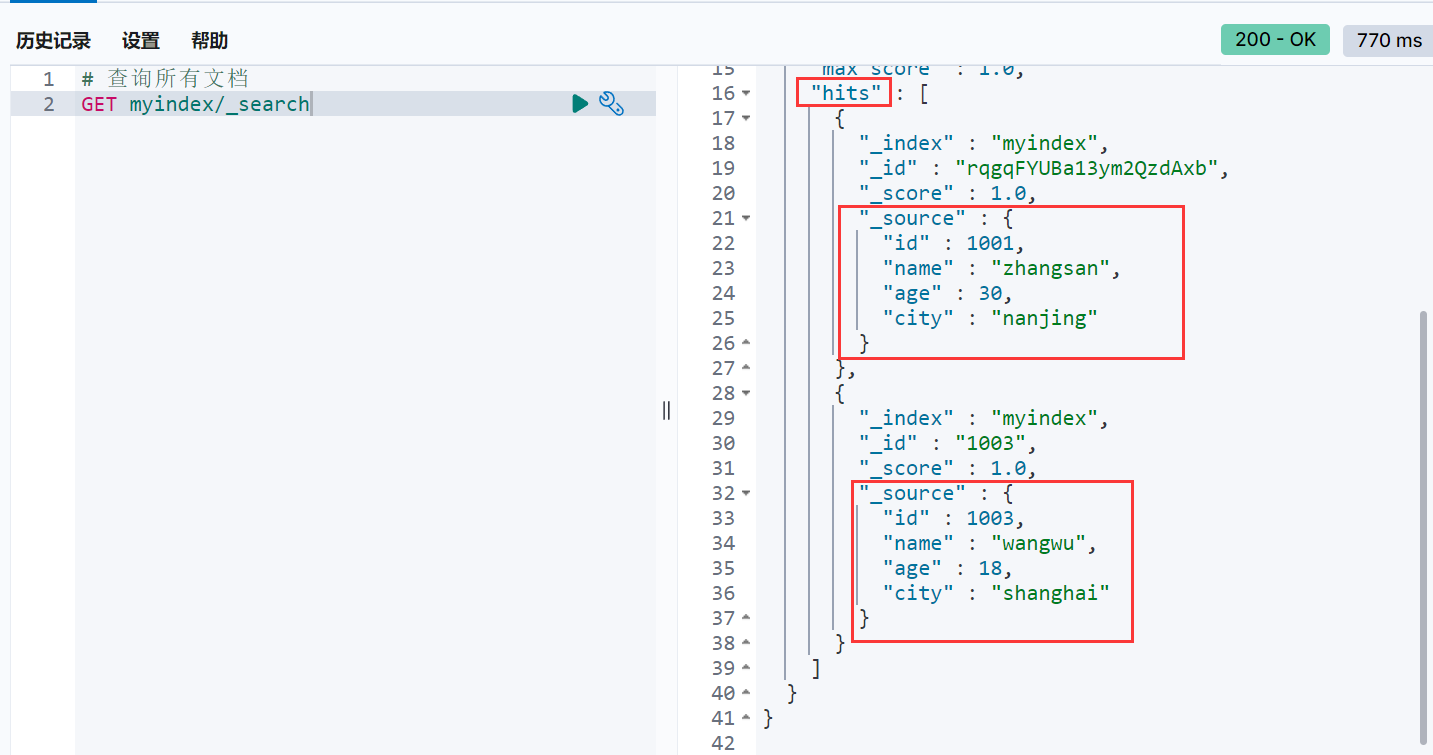 历史记录 设置 帮助
200 - OK 770 ms
1 # 查询所有文档
2 GET myindex/_search
15 "max_score" : 1.0,
16 "hits" : [
17 {
18 "_index" : "myindex",
19 "_id" : "rqgqFYUBa13ym2QzdAxb",
20 "_score" : 1.0,
21 "_source" : {
22 "id" : 1001,
23 "name" : "zhangsan",
24 "age" : 30,
25 "city" : "nanjing"
26 }
27 },
28 {
29 "_index" : "myindex",
30 "_id" : "1003",
31 "_score" : 1.0,
32 "_source" : {
33 "id" : 1003,
34 "name" : "wangwu",
35 "age" : 18,
36 "city" : "shanghai"
37 }
38 }
39 ]
40 }
41 }
42